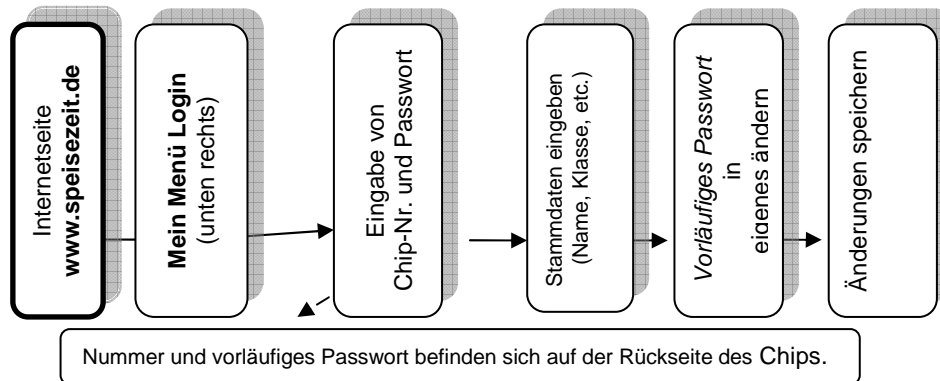 Internetseite
www.speisezeit.de
Mein Menü Login
(unten rechts)
Eingabe von
Chip-Nr. und Passwort
Stammdaten eingeben
(Name, Klasse, etc.)
Vorläufiges Passwort
in
eigenes ändern
Änderungen speichern
Nummer und vorläufiges Passwort befinden sich auf der Rückseite des Chips.